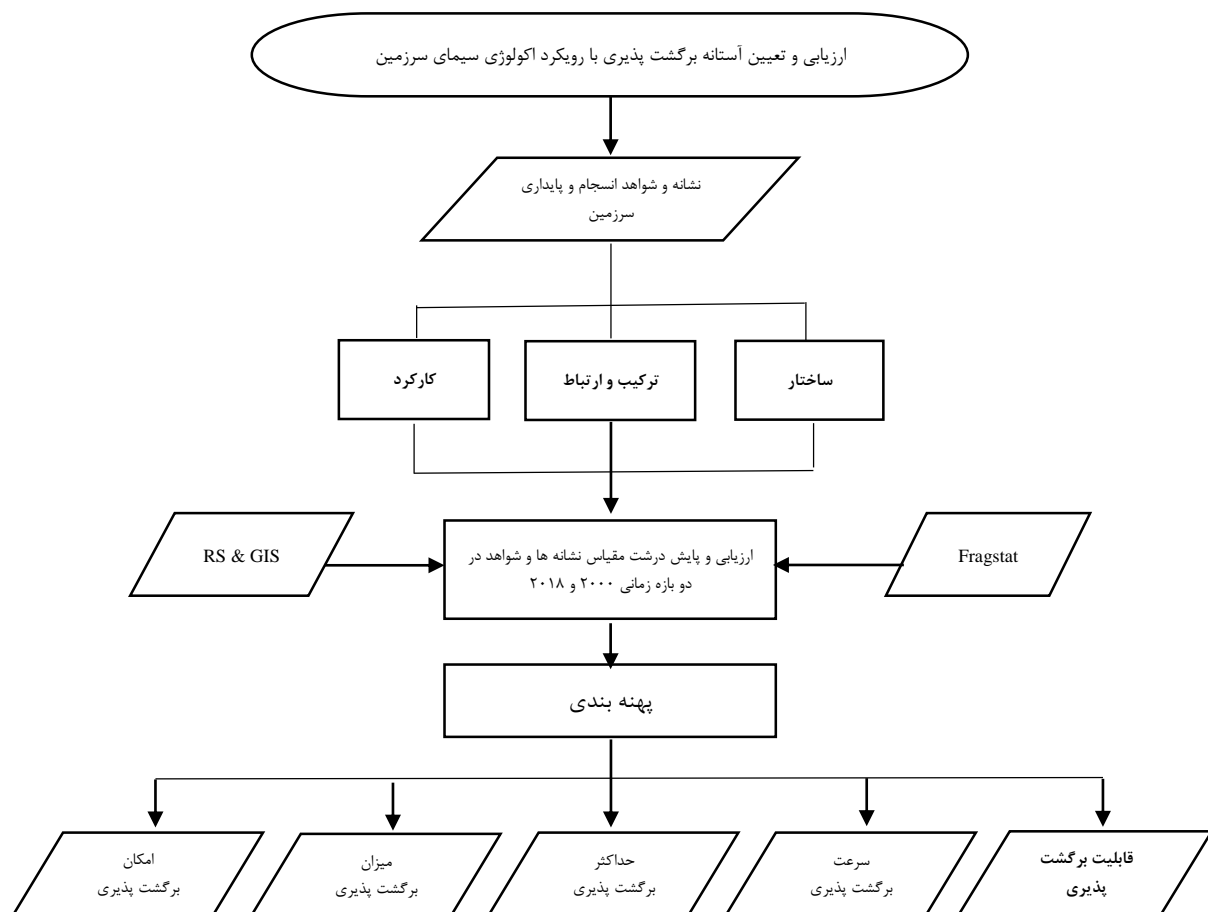 ارزیابی و تعیین آستانه برگشت پذیری با رویکرد اکولوژی سیمای سرزمین
نشانه و شواهد انسجام و پایداری
سرزمین
ساختار
ترکیب و ارتباط
کارکرد
Fragstat
ارزیابی و پایش درشت مقیاس نشانه ها و شواهد در
دو بازه زمانی ۲۰۰۰ و ۲۰۱۸
RS & GIS
پهنه بندی
قابلیت برگشت
پذیری
سرعت
برگشت پذیری
حداکثر
برگشت پذیری
میزان
برگشت پذیری
امکان
برگشت پذیری